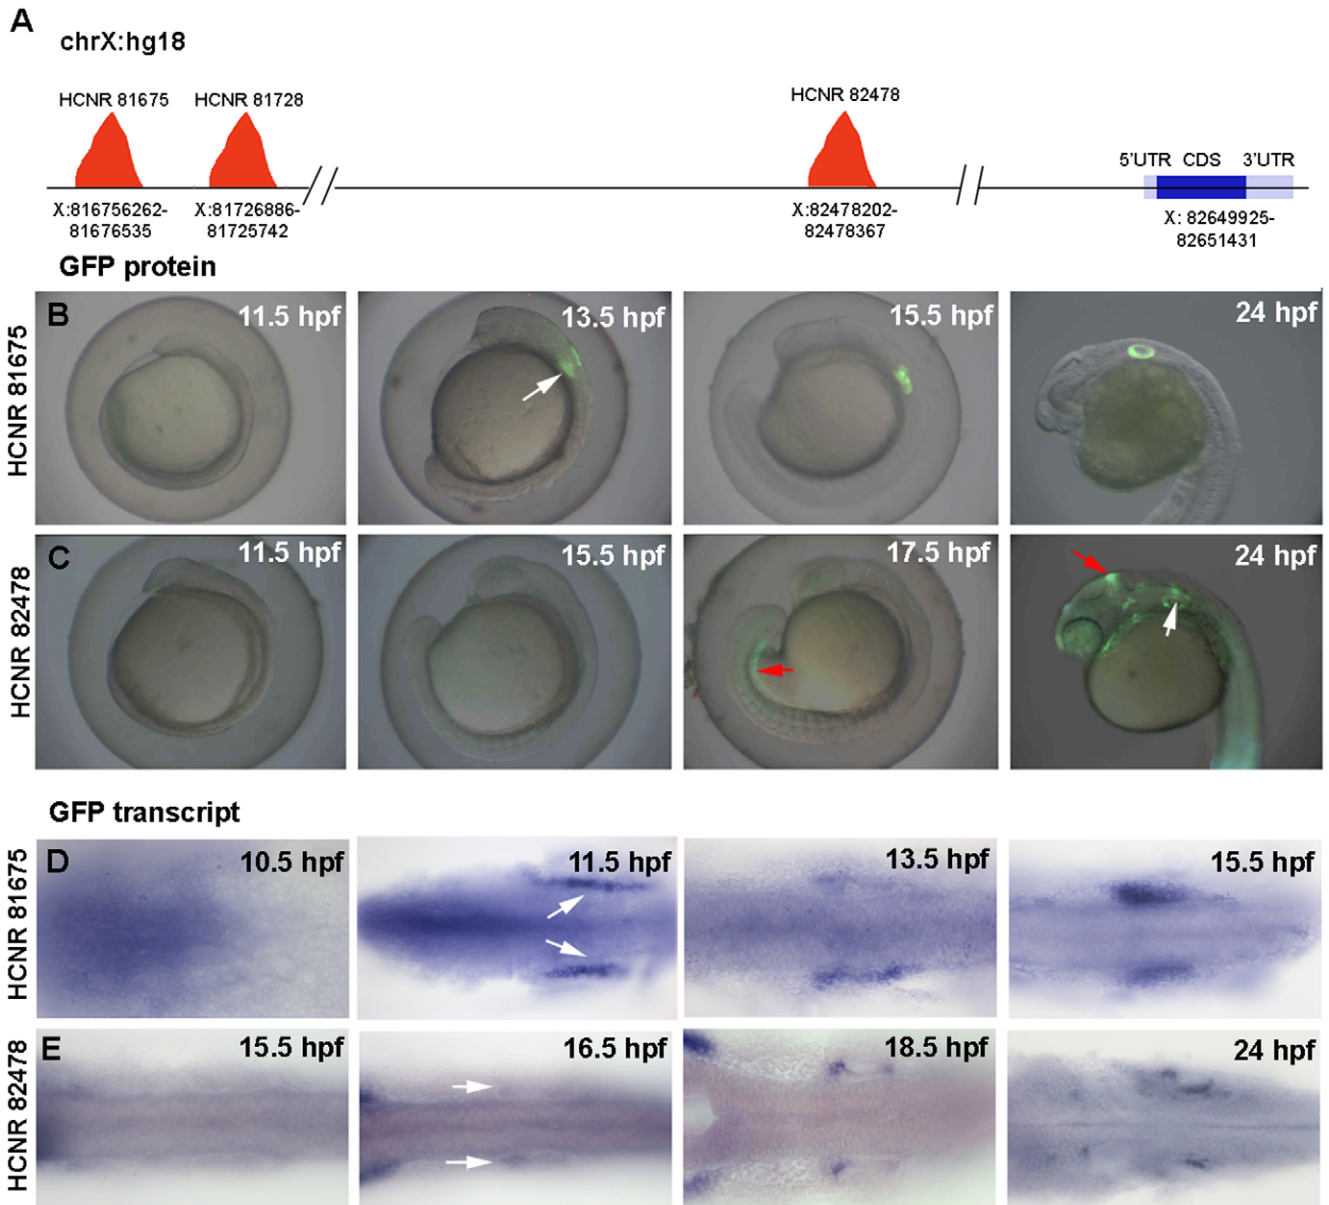 A
chrX:hg18
HCNR 81675
HCNR 81728
HCNR 82478
5'UTR CDS 3'UTR
X:816756262-
81676535
X:81726886-
81725742
X:82478202-
82478367
X: 82649925-
82651431
GFP protein
HCNR 81675
B
11.5 hpf
13.5 hpf
15.5 hpf
24 hpf
HCNR 82478
C
11.5 hpf
15.5 hpf
17.5 hpf
24 hpf
GFP transcript
HCNR 81675
D
10.5 hpf
11.5 hpf
13.5 hpf
15.5 hpf
HCNR 82478
E
15.5 hpf
16.5 hpf
18.5 hpf
24 hpf